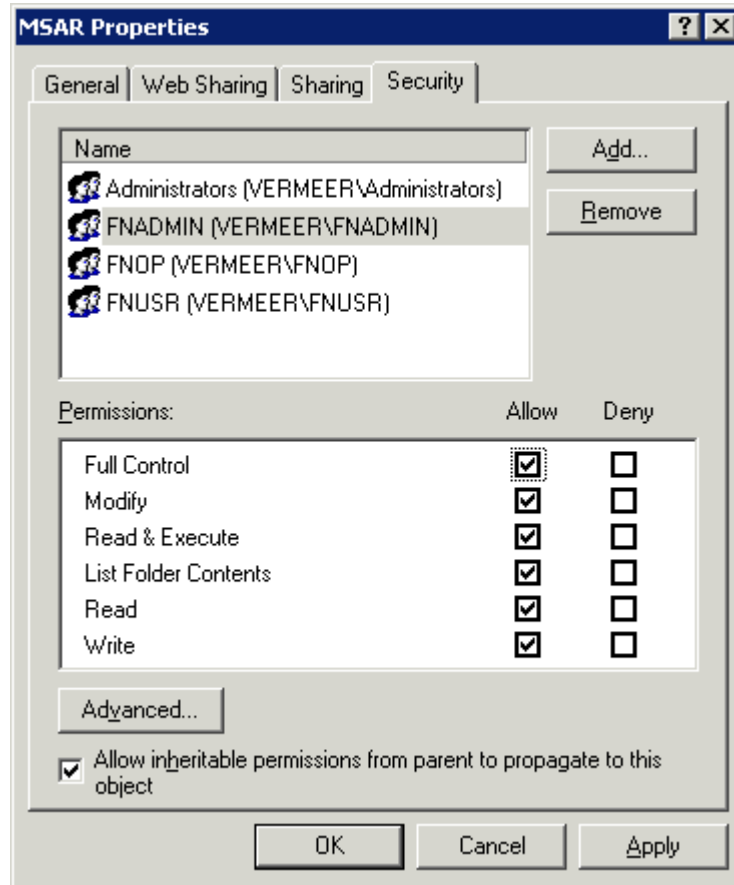 MSAR Properties
General Web Sharing Sharing Security
Name
Add...
Administrators (VERMEER\Administrators)
Remove
FNADMIN (VERMEER\FNADMIN)
FNOP (VERMEER\FNOP)
FNUSR (VERMEER\FNUSR)
Permissions: Allow Deny
Full Control
Modify
Read & Execute
List Folder Contents
Read
Write
Advanced...
Allow inheritable permissions from parent to propagate to this
object
OK Cancel Apply